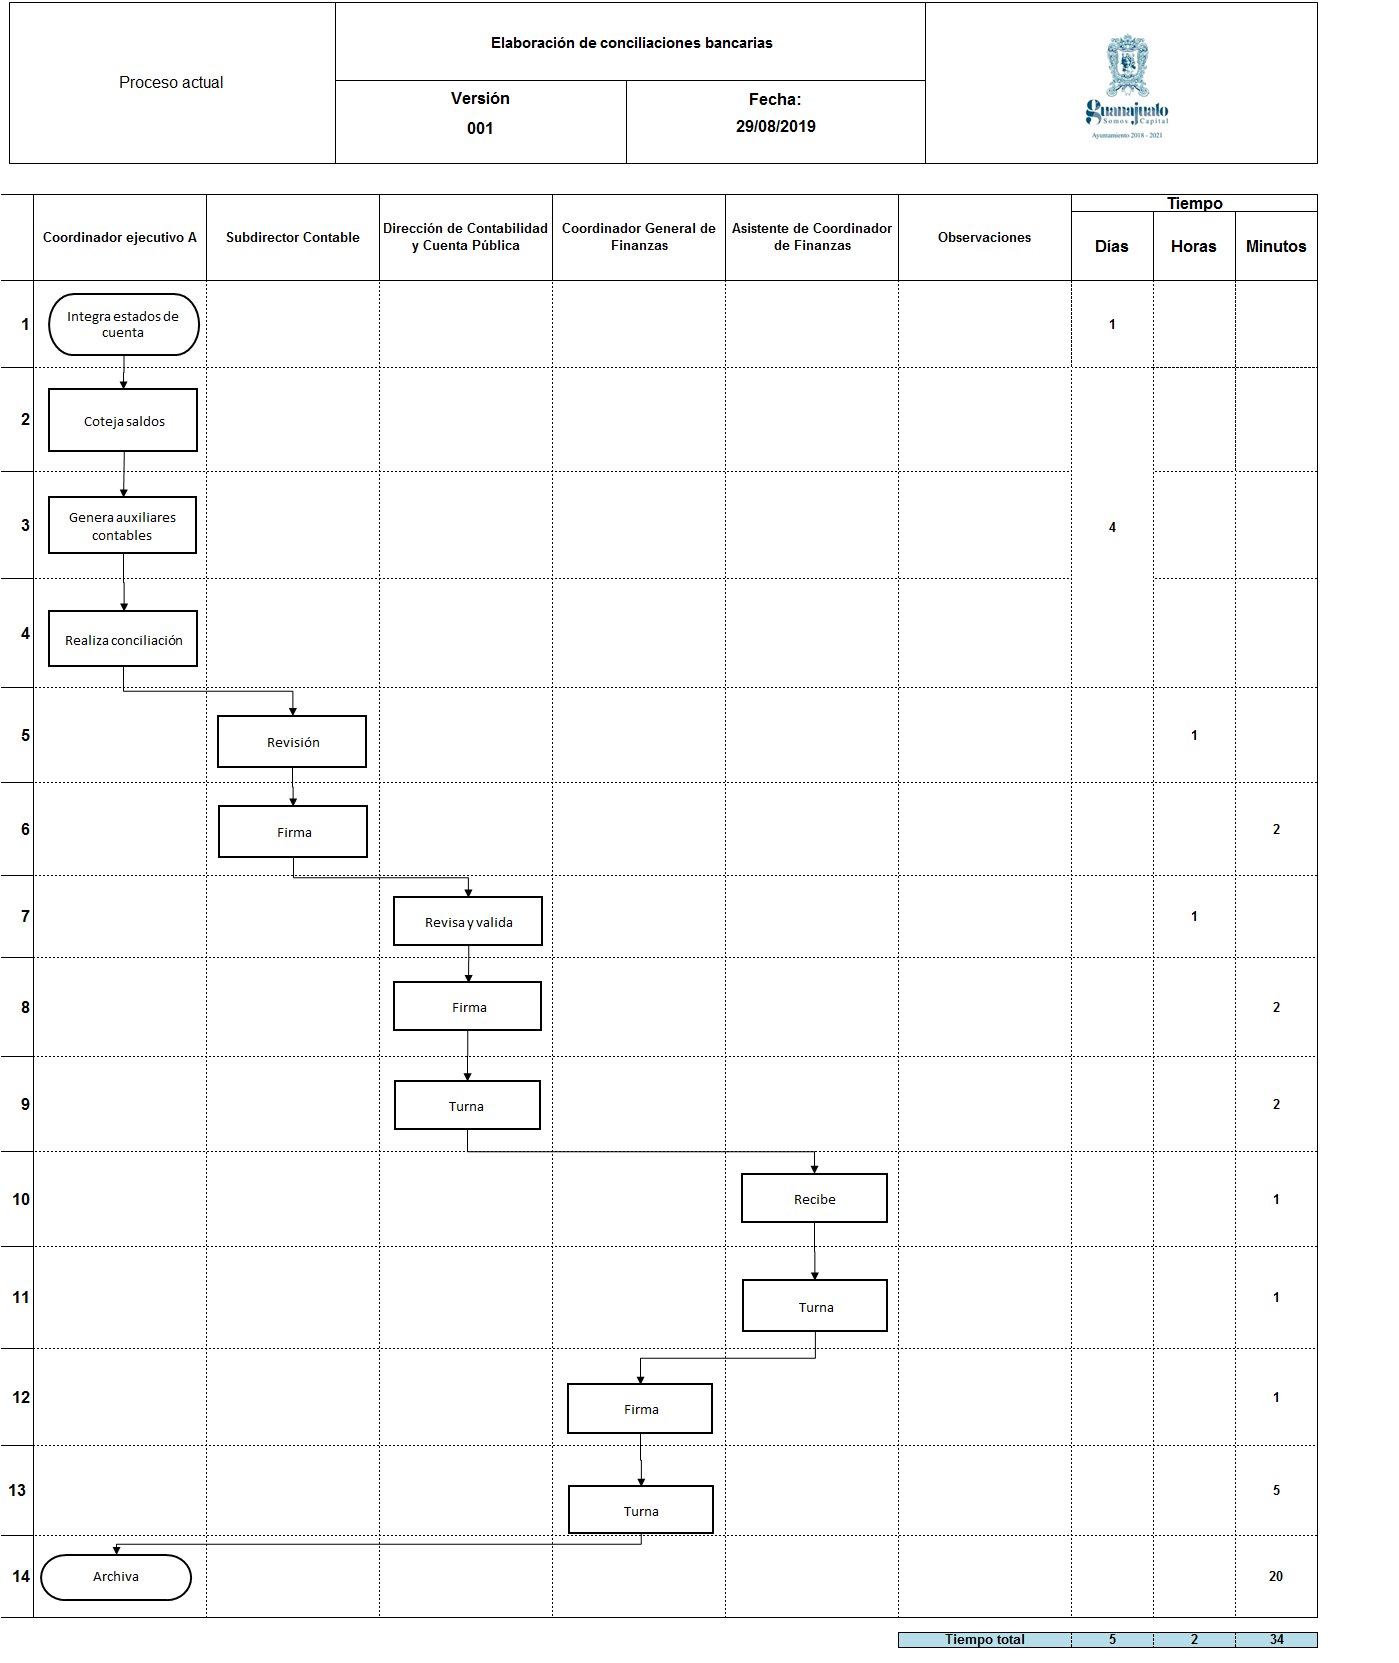 Proceso actual
Elaboración de conciliaciones bancarias
Versión
001
Fecha:
29/08/2019
guanajuato
Somos Capital
Ayuntamiento 2018 - 2021
Coordinador ejecutivo A
Subdirector Contable
Dirección de Contabilidad
y Cuenta Pública
Coordinador General de
Finanzas
Asistente de Coordinador
de Finanzas
Observaciones
Tiempo
Días
Horas
Minutos
1
Integra estados de
cuenta
1
2
Coteja saldos
3
Genera auxiliares
contables
4
4
Realiza conciliación
5
Revisión
1
6
Firma
2
7
Revisa y valida
1
8
Firma
2
9
Turna
2
10
Recibe
1
11
Turna
1
12
Firma
1
13
Turna
5
14
Archiva
20
Tiempo total
5
2
34